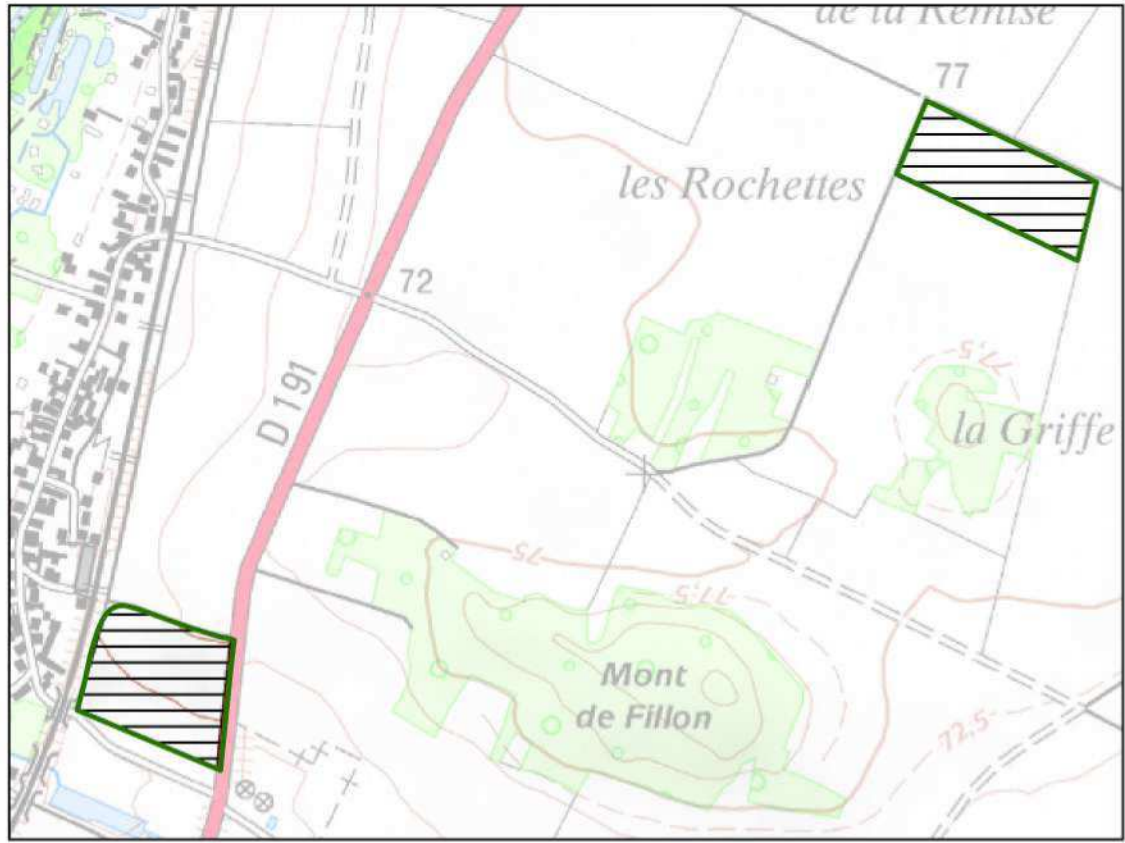 de la Remise
77
les Rochettes
72
77,5
D 191
la Griffe
75
77,5
Mont
de Fillon
72,5